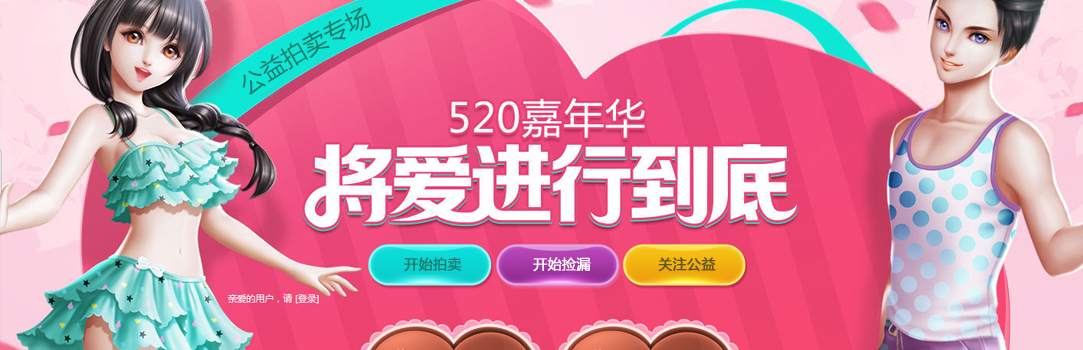 公益拍卖专场
520嘉年华
将爱进行到底
开始拍卖
开始捡漏
关注公益
亲爱的用户，请 [登录]